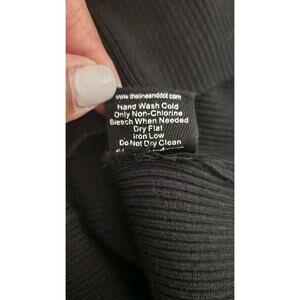 www.thelineanddot.com
Hand Wash Cold
Only Non-Chlorine
Bleech When Needed
Dry Flat
Iron Low
Do Not Dry Clean